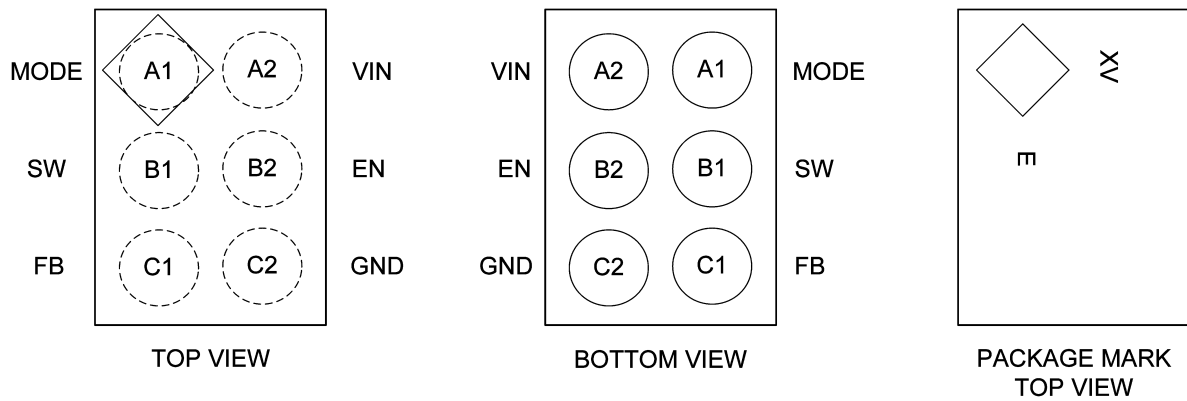 MODE A1 A2 VIN
SW B1 B2 EN
FB C1 C2 GND
TOP VIEW
VIN A2 A1 MODE
EN B2 B1 SW
GND C2 C1 FB
BOTTOM VIEW
XV
E
PACKAGE MARK
TOP VIEW